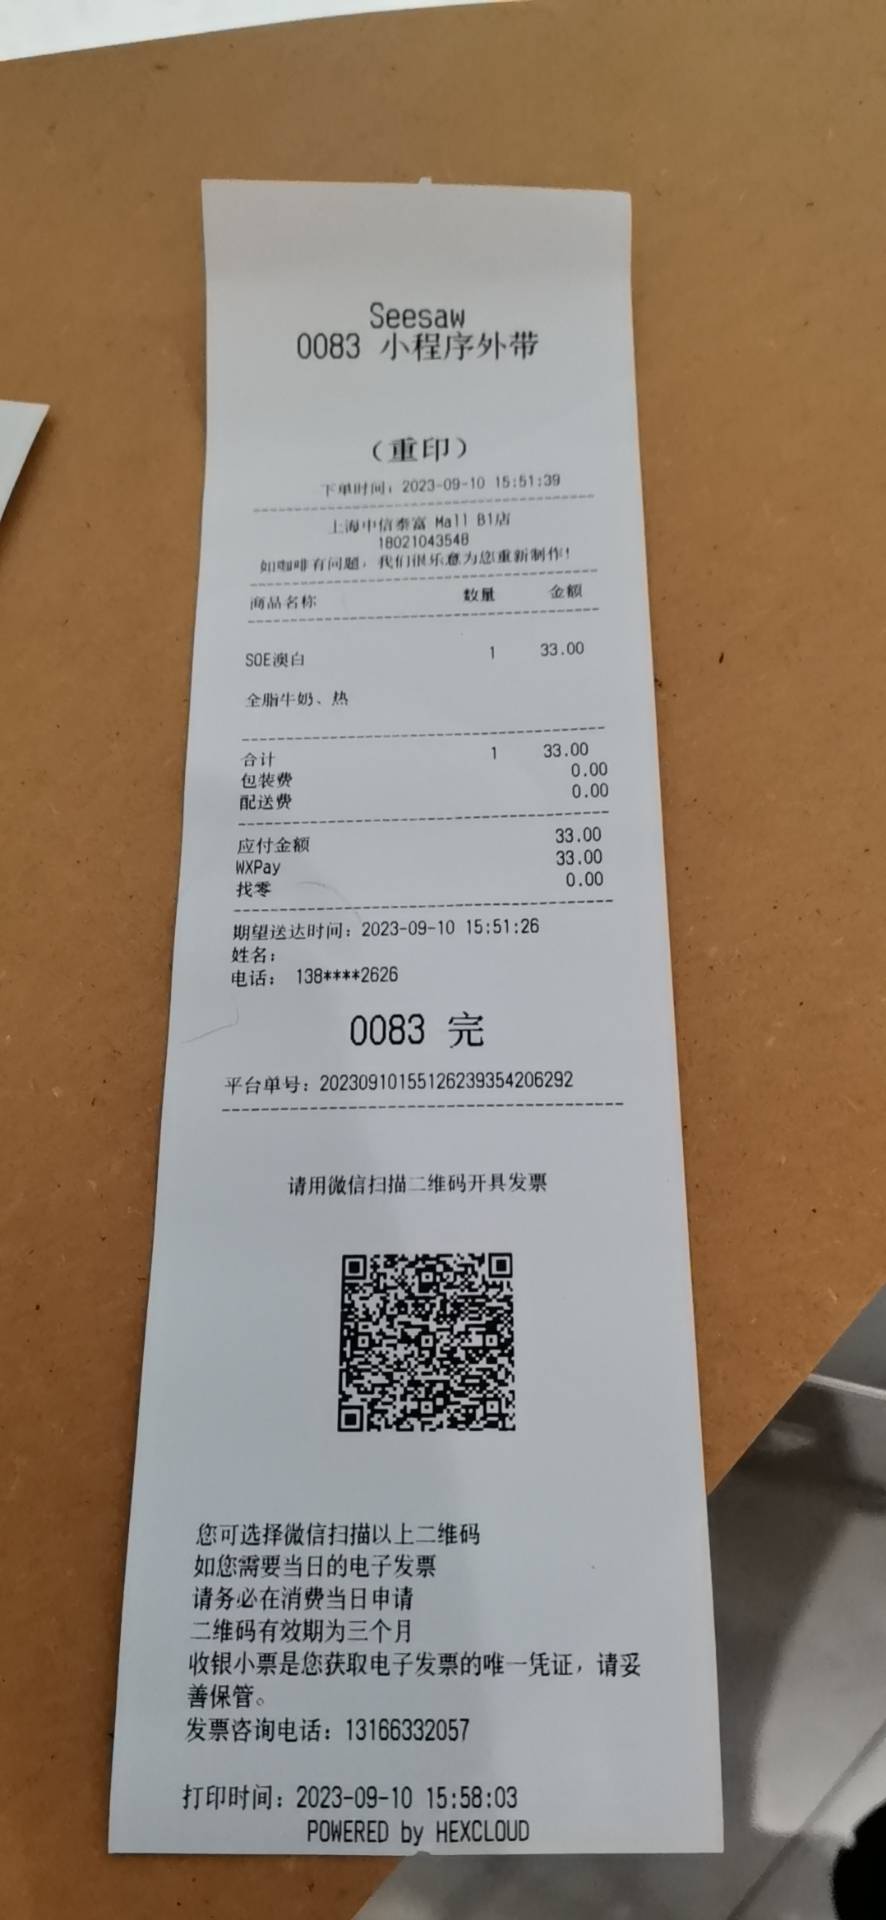 Seesaw
0083 小程序外带
（重印）
下单时间：2023-09-10 15:51:39
上海中信泰富 Mall B1店
18021043548
如咖啡有问题，我们很乐意为您重新制作！
商品名称 数量 金额
SOE澳白 1 33.00
全脂牛奶、热
合计 1 33.00
包装费 0.00
配送费 0.00
应付金额 33.00
WXPay 33.00
找零 0.00
期望送达时间：2023-09-10 15:51:26
姓名：
电话： 138****2626
0083 完
平台单号：20230910155126239354206292
请用微信扫描二维码开具发票
您可选择微信扫描以上二维码
如您需要当日的电子发票
请务必在消费当日申请
二维码有效期为三个月
收银小票是您获取电子发票的唯一凭证，请妥
善保管。
发票咨询电话：13166332057
打印时间：2023-09-10 15:58:03
POWERED by HEXCLOUD